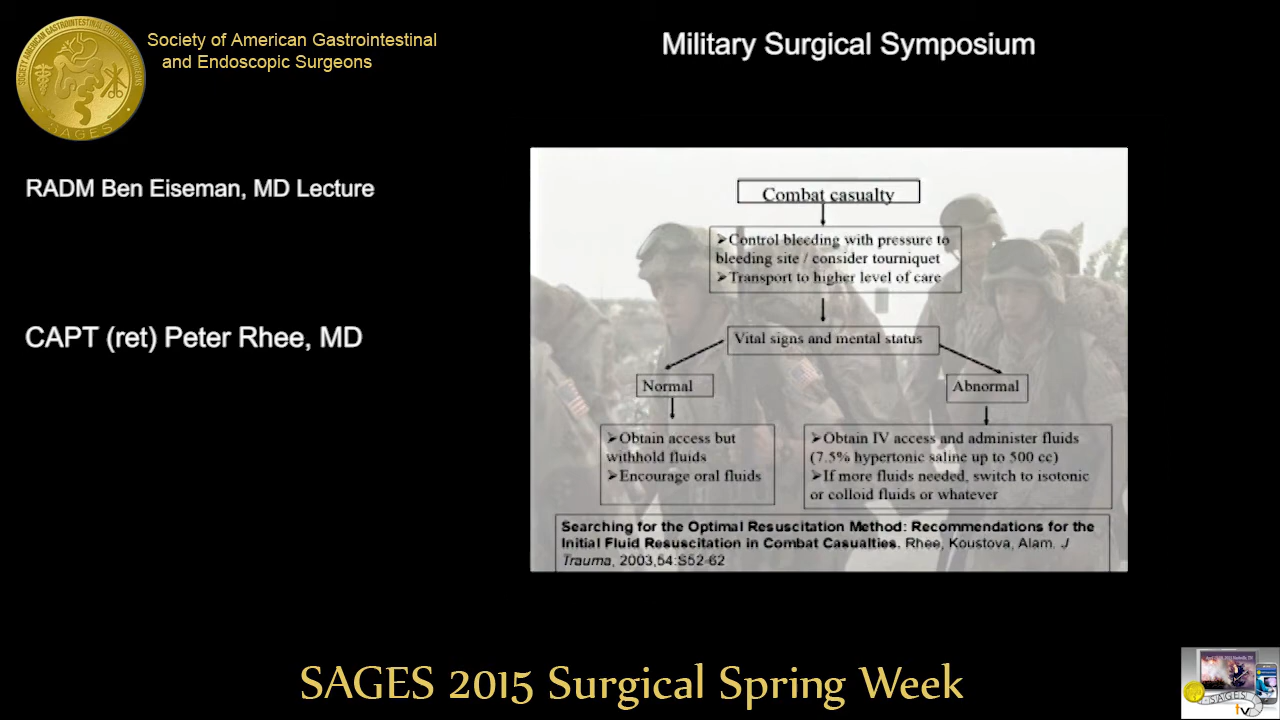 Society of American Gastrointestinal
and Endoscopic Surgeons
SAGES
Military Surgical Symposium
RADM Ben Eiseman, MD Lecture
CAPT (ret) Peter Rhee, MD
Combat casualty
➢Control bleeding with pressure to
bleeding site / consider tourniquet
➢Transport to higher level of care
Vital signs and mental status
Normal
Abnormal
➢Obtain access but
withhold fluids
➢Encourage oral fluids
➢Obtain IV access and administer fluids
(7.5% hypertonic saline up to 500 cc)
➢If more fluids needed, switch to isotonic
or colloid fluids or whatever
Searching for the Optimal Resuscitation Method: Recommendations for the
Initial Fluid Resuscitation in Combat Casualties. Rhee, Koustova, Alam. J
Trauma, 2003,54:S52-62
SAGES 2015 Surgical Spring Week
SAGES
tv